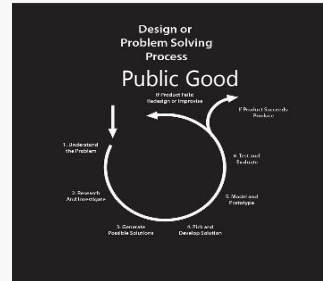 Design or
Problem Solving
Process
Public Good
If Product Fails
Redesign or Improvise
If Product Succeeds
Produce
1. Understand
the Problem
2. Research
And Investigate
3. Generate
Possible Solutions
4. Pick and
Develop Solution
5. Model and
Prototype
6. Test and
Evaluate